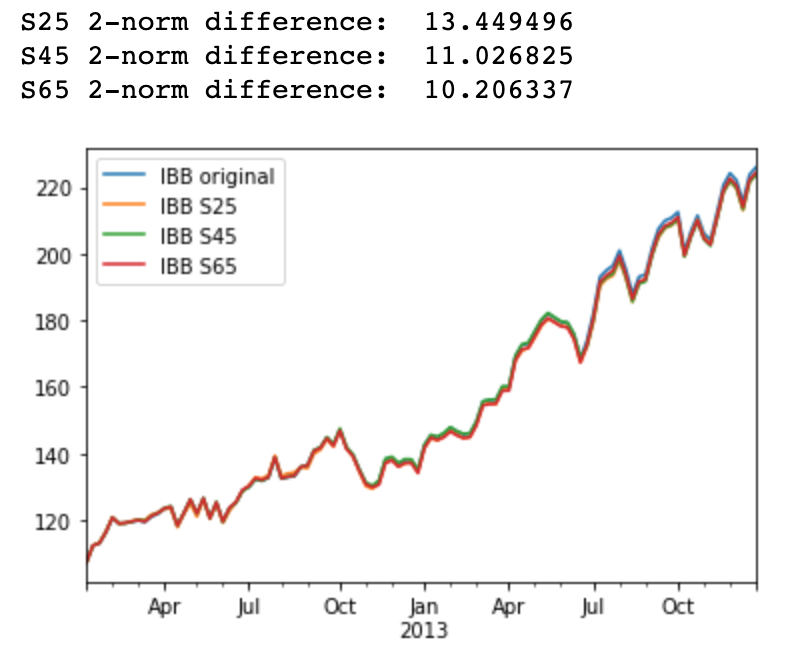 S25 2-norm difference:  13.449496
S45 2-norm difference:  11.026825
S65 2-norm difference:  10.206337
IBB original
IBB S25
IBB S45
IBB S65
220
200
180
160
140
120
Apr Jul Oct Jan Apr Jul Oct
2013